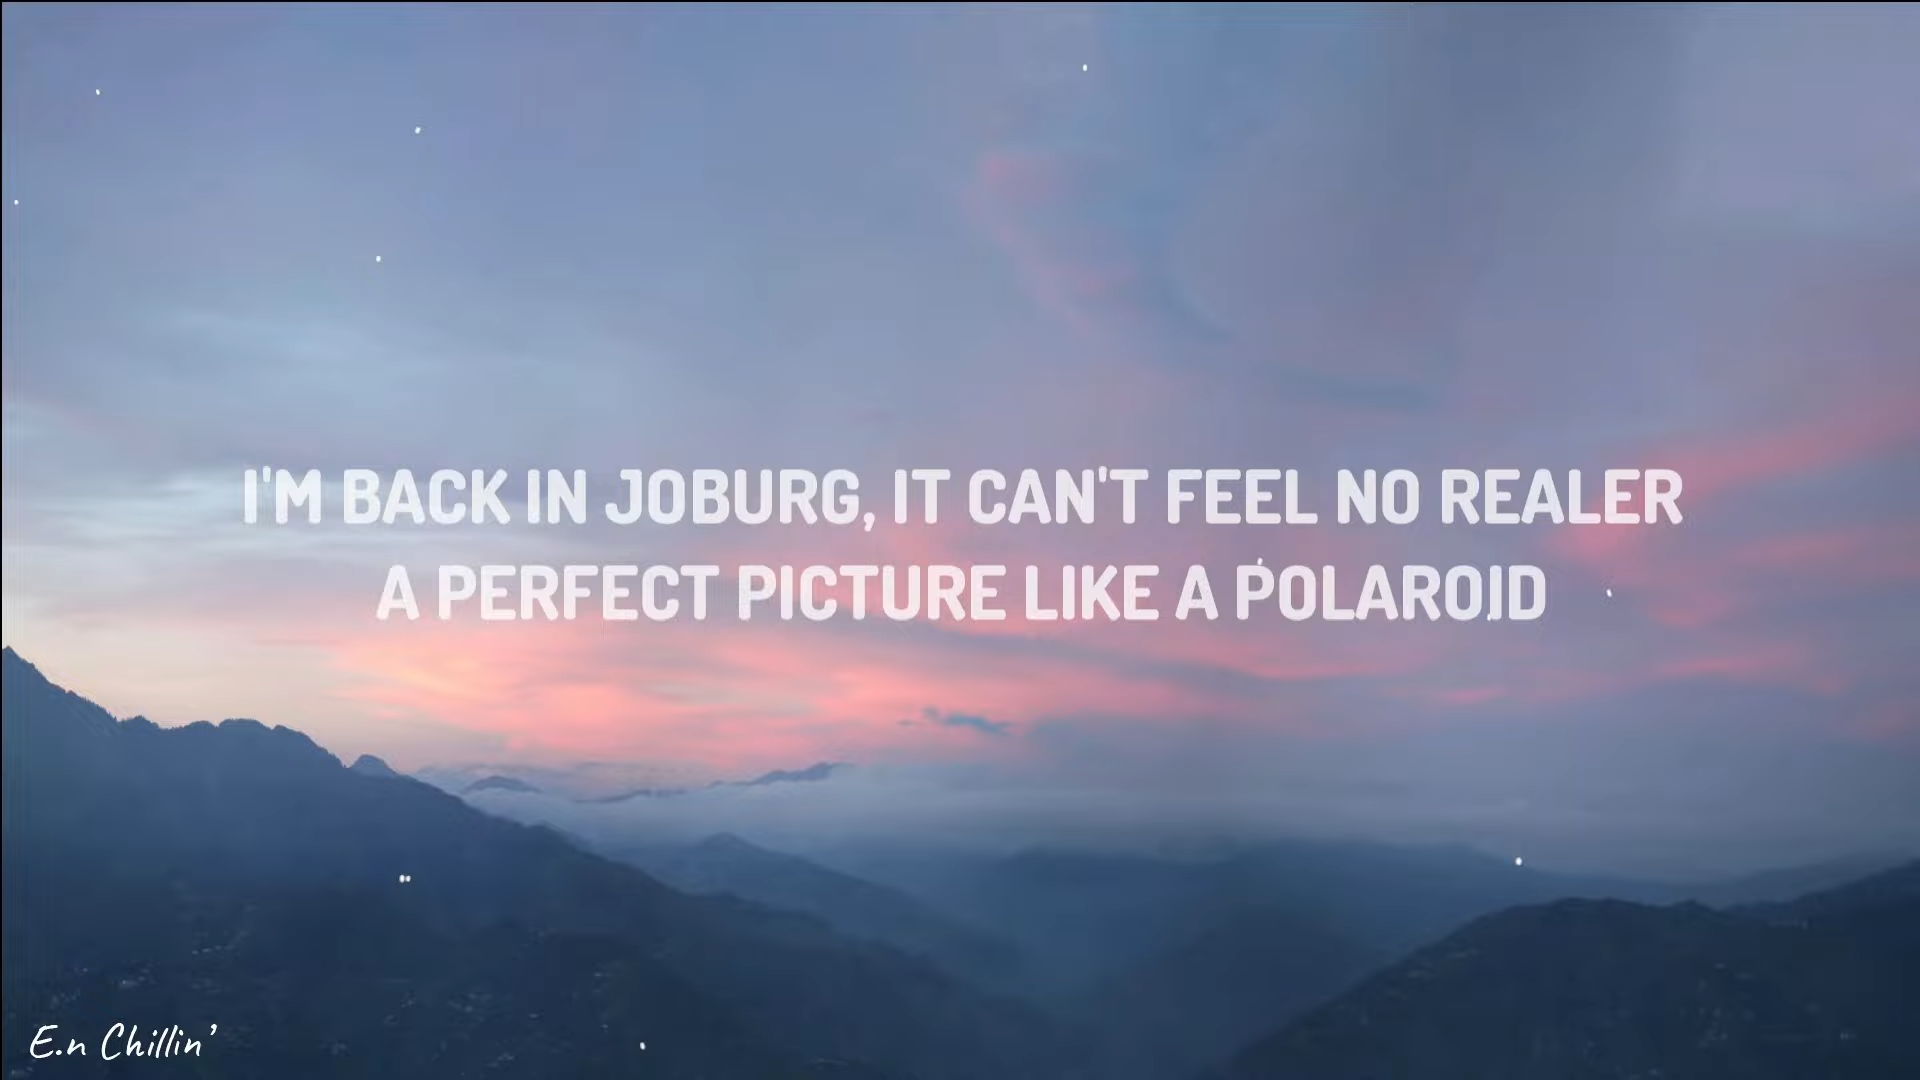 I'M BACK IN JOBURG, IT CAN'T FEEL NO REALER
A PERFECT PICTURE LIKE A POLAROID
E.n Chillin'